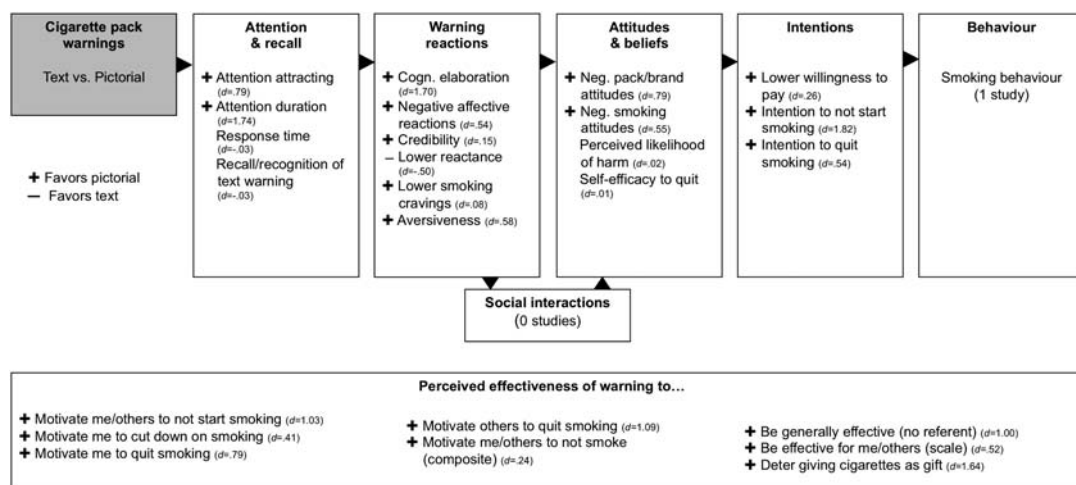 Cigarette pack
warnings
Text vs. Pictorial
+ Favors pictorial
– Favors text
Attention
& recall
+ Attention attracting
(d=.79)
+ Attention duration
(d=1.74)
Response time
(d=-.03)
Recall/recognition of
text warning
(d=-.03)
Warning
reactions
+ Cogn. elaboration
(d=1.70)
+ Negative affective
reactions (d=.54)
+ Credibility (d=.15)
– Lower reactance
(d=-.50)
+ Lower smoking
cravings (d=.08)
+ Aversiveness (d=.58)
Attitudes
& beliefs
+ Neg. pack/brand
attitudes (d=.79)
+ Neg. smoking
attitudes (d=.55)
Perceived likelihood
of harm (d=.02)
Self-efficacy to quit
(d=.01)
Intentions
+ Lower willingness to
pay (d=.26)
+ Intention to not start
smoking (d=1.82)
+ Intention to quit
smoking (d=.54)
Behaviour
Smoking behaviour
(1 study)
Social interactions
(0 studies)
Perceived effectiveness of warning to…
+ Motivate me/others to not start smoking (d=1.03)
+ Motivate me to cut down on smoking (d=.41)
+ Motivate me to quit smoking (d=.79)
+ Motivate others to quit smoking (d=1.09)
+ Motivate me/others to not smoke
(composite) (d=.24)
+ Be generally effective (no referent) (d=1.00)
+ Be effective for me/others (scale) (d=.52)
+ Deter giving cigarettes as gift (d=1.64)